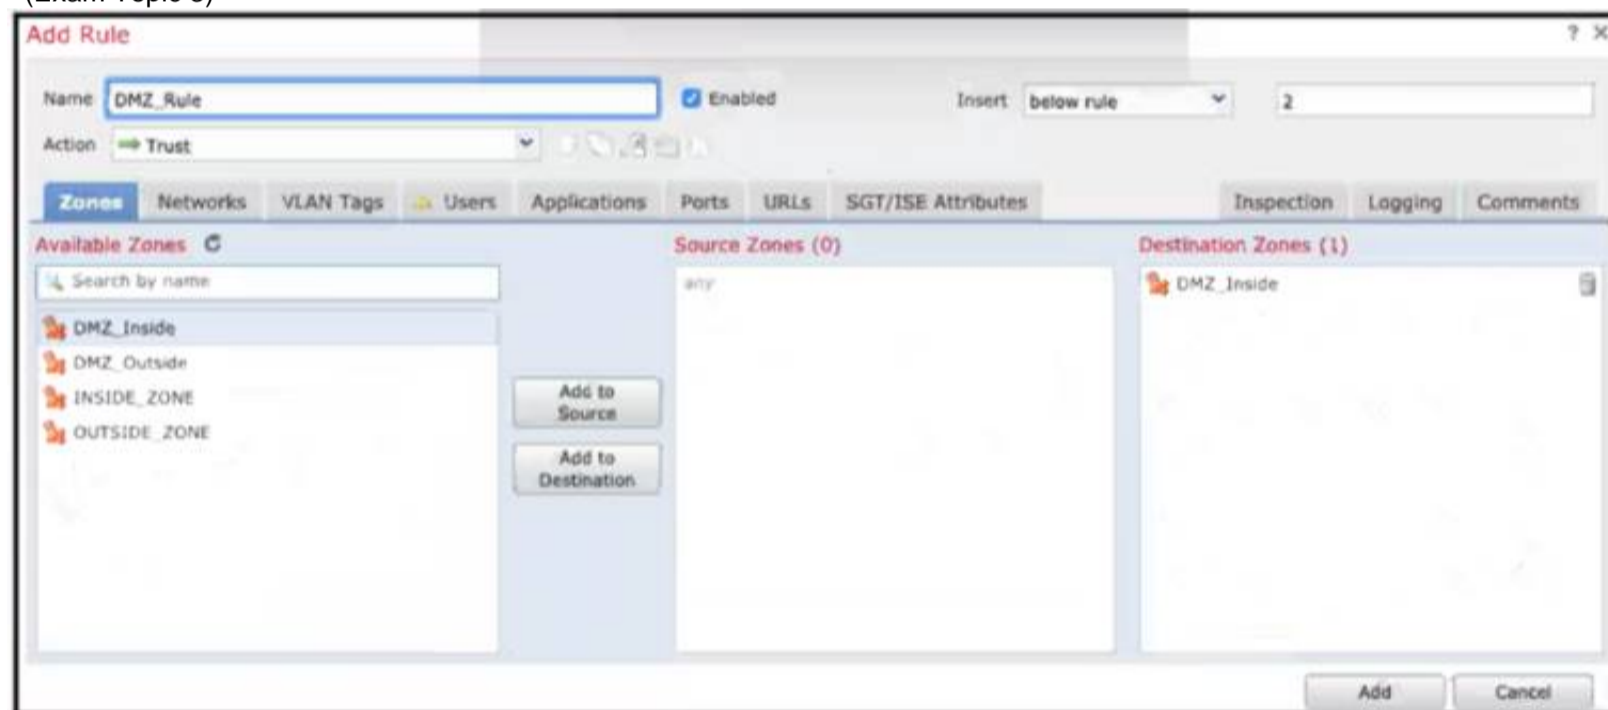 Add Rule ? X
Name DMZ_Rule Enabled Insert below rule 2
Action Trust
Zones Networks VLAN Tags Users Applications Ports URLs SGT/ISE Attributes Inspection Logging Comments
Available Zones Source Zones (0) Destination Zones (1)
Search by name any DMZ_Inside
DMZ_Inside
DMZ_Outside
INSIDE_ZONE
OUTSIDE_ZONE
Add to
Source
Add to
Destination
Add Cancel